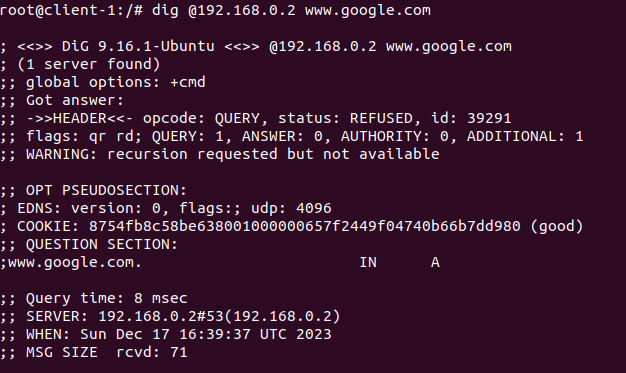 root@client-1:/# dig @192.168.0.2 www.google.com
; <<>> DiG 9.16.1-Ubuntu <<>> @192.168.0.2 www.google.com
; (1 server found)
;; global options: +cmd
;; Got answer:
;; ->>HEADER<<- opcode: QUERY, status: REFUSED, id: 39291
;; flags: qr rd; QUERY: 1, ANSWER: 0, AUTHORITY: 0, ADDITIONAL: 1
;; WARNING: recursion requested but not available
;; OPT PSEUDOSECTION:
; EDNS: version: 0, flags:; udp: 4096
; COOKIE: 8754fb8c58be638001000000657f2449f04740b66b7dd980 (good)
;; QUESTION SECTION:
;www.google.com. IN A
;; Query time: 8 msec
;; SERVER: 192.168.0.2#53(192.168.0.2)
;; WHEN: Sun Dec 17 16:39:37 UTC 2023
;; MSG SIZE rcvd: 71